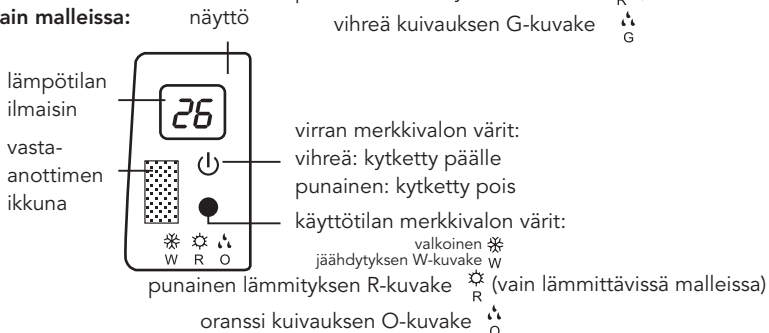 ain malleissa:
näyttö
R
vihreä kuivauksen G-kuvake
G
lämpötilan
ilmaisin
26
vasta-
anottimen
ikkuna
virran merkkivalon värit:
vihreä: kytketty päälle
punainen: kytketty pois
käyttötilan merkkivalon värit:
W R O
valkoinen
jäähdytyksen W-kuvake W
punainen lämmityksen R-kuvake R (vain lämmittävissä malleissa)
oranssi kuivauksen O-kuvake O